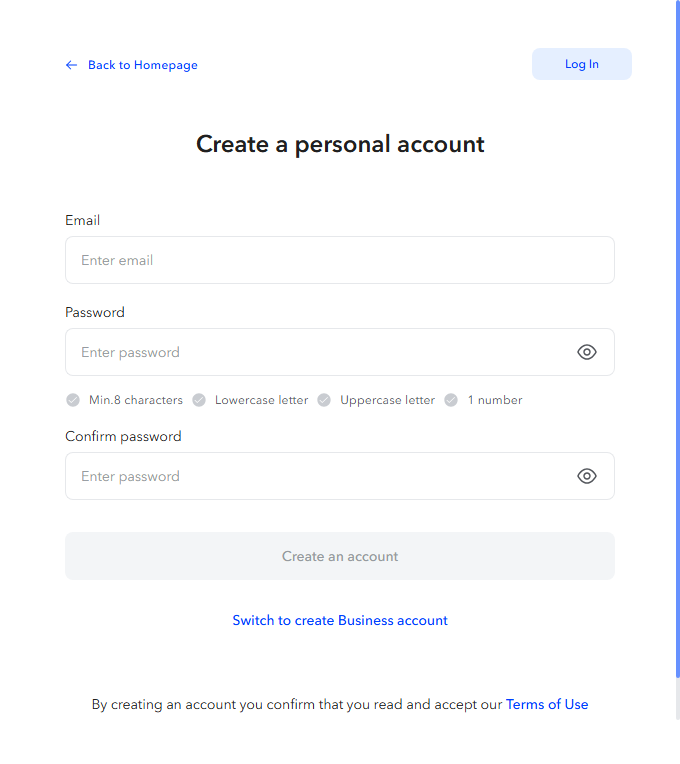 Back to Homepage
Log In
Create a personal account
Email
Enter email
Password
Enter password
Min.8 characters Lowercase letter Uppercase letter 1 number
Confirm password
Enter password
Create an account
Switch to create Business account
By creating an account you confirm that you read and accept our Terms of Use